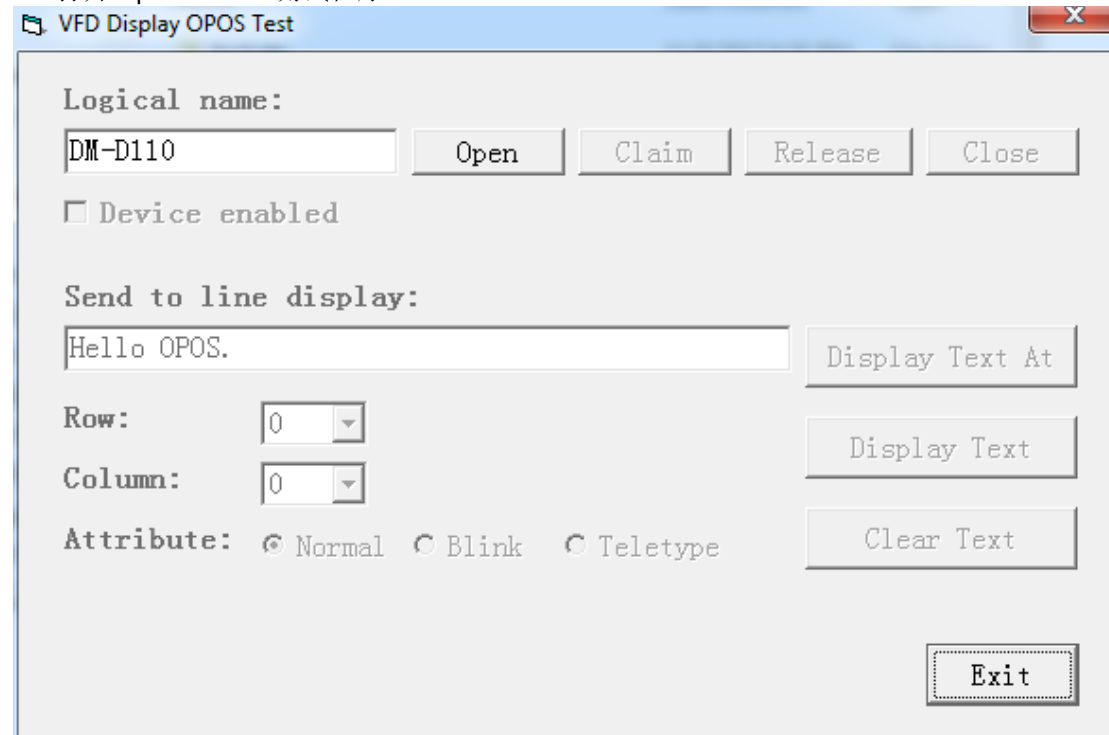 VFD Display OPOS Test
Logical name:
DM-D110 Open Claim Release Close
Device enabled
Send to line display:
Hello OPOS. Display Text At
Row: 0
Display Text
Column: 0
Attribute: Normal Blink Teletype Clear Text
Exit